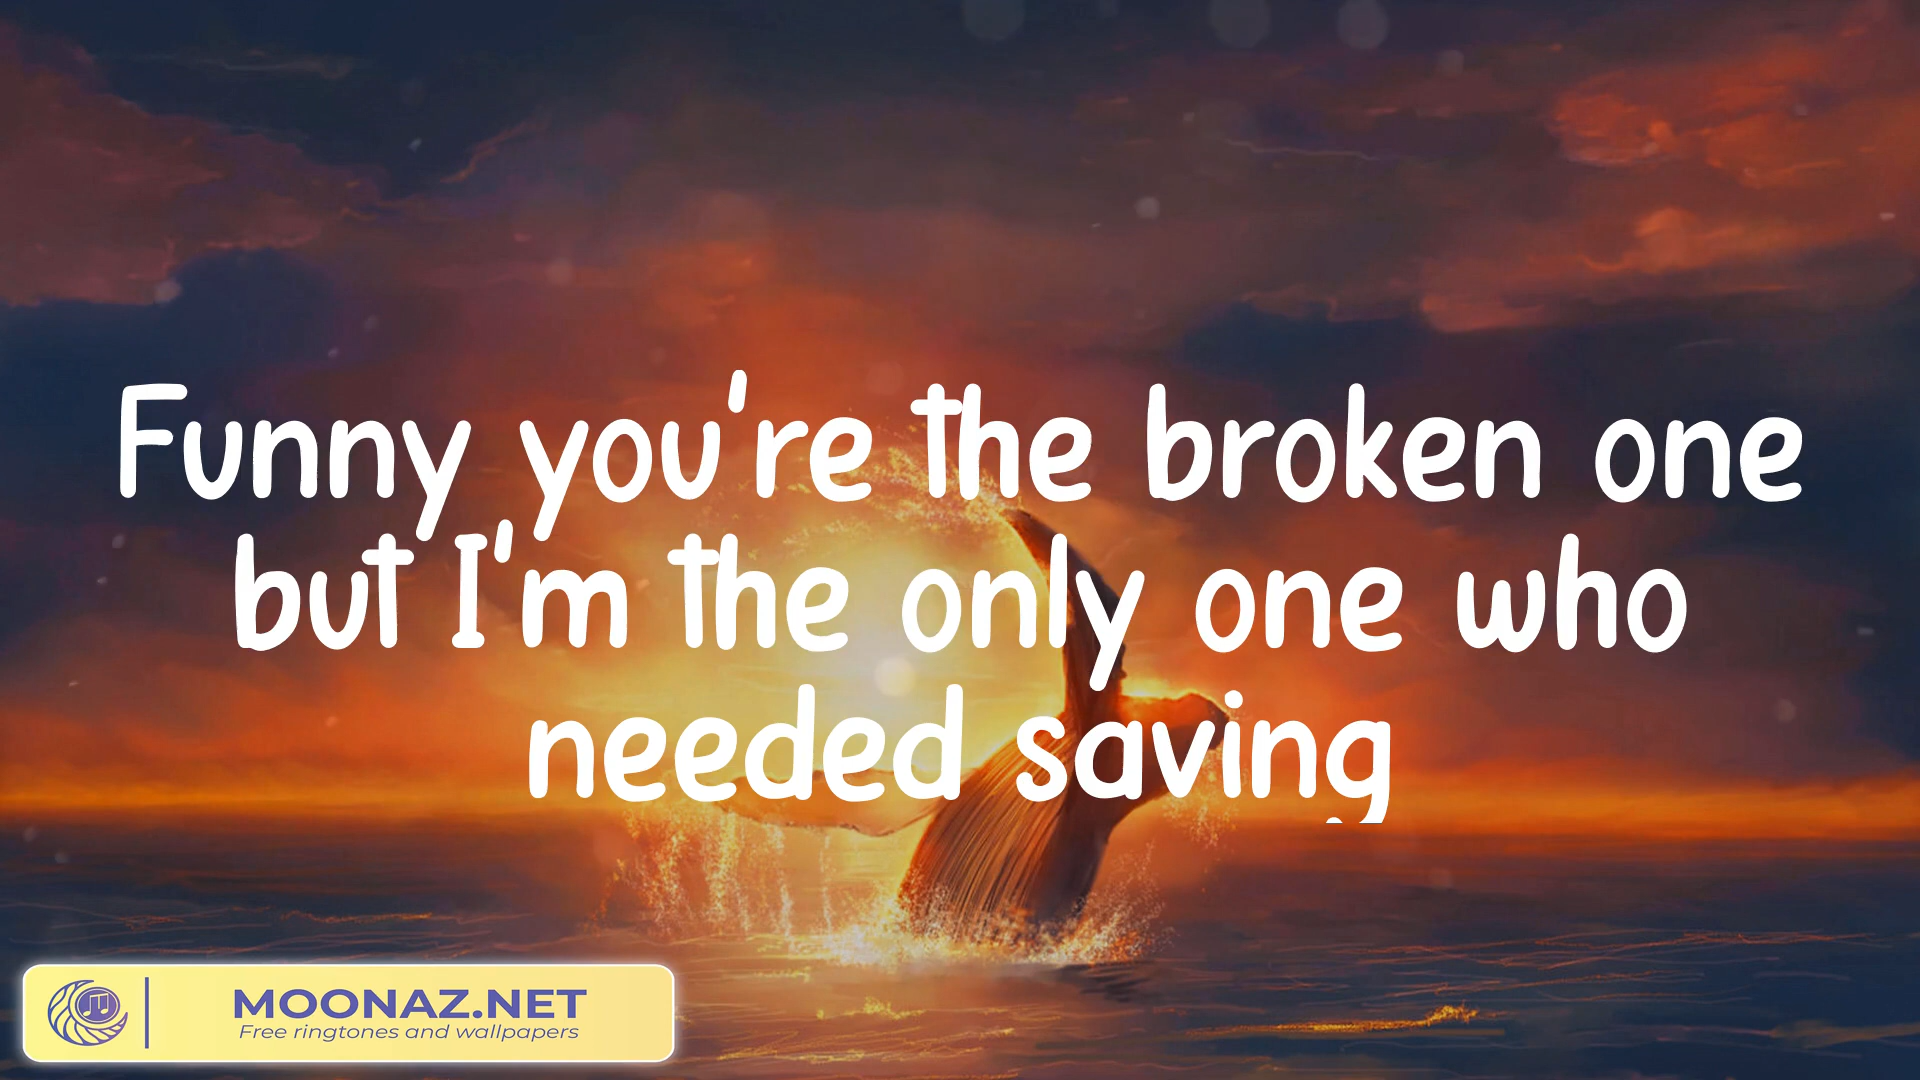 Funny you're the broken one
but I'm the only one who
needed saving
MOONAZ.NET
Free ringtones and wallpapers